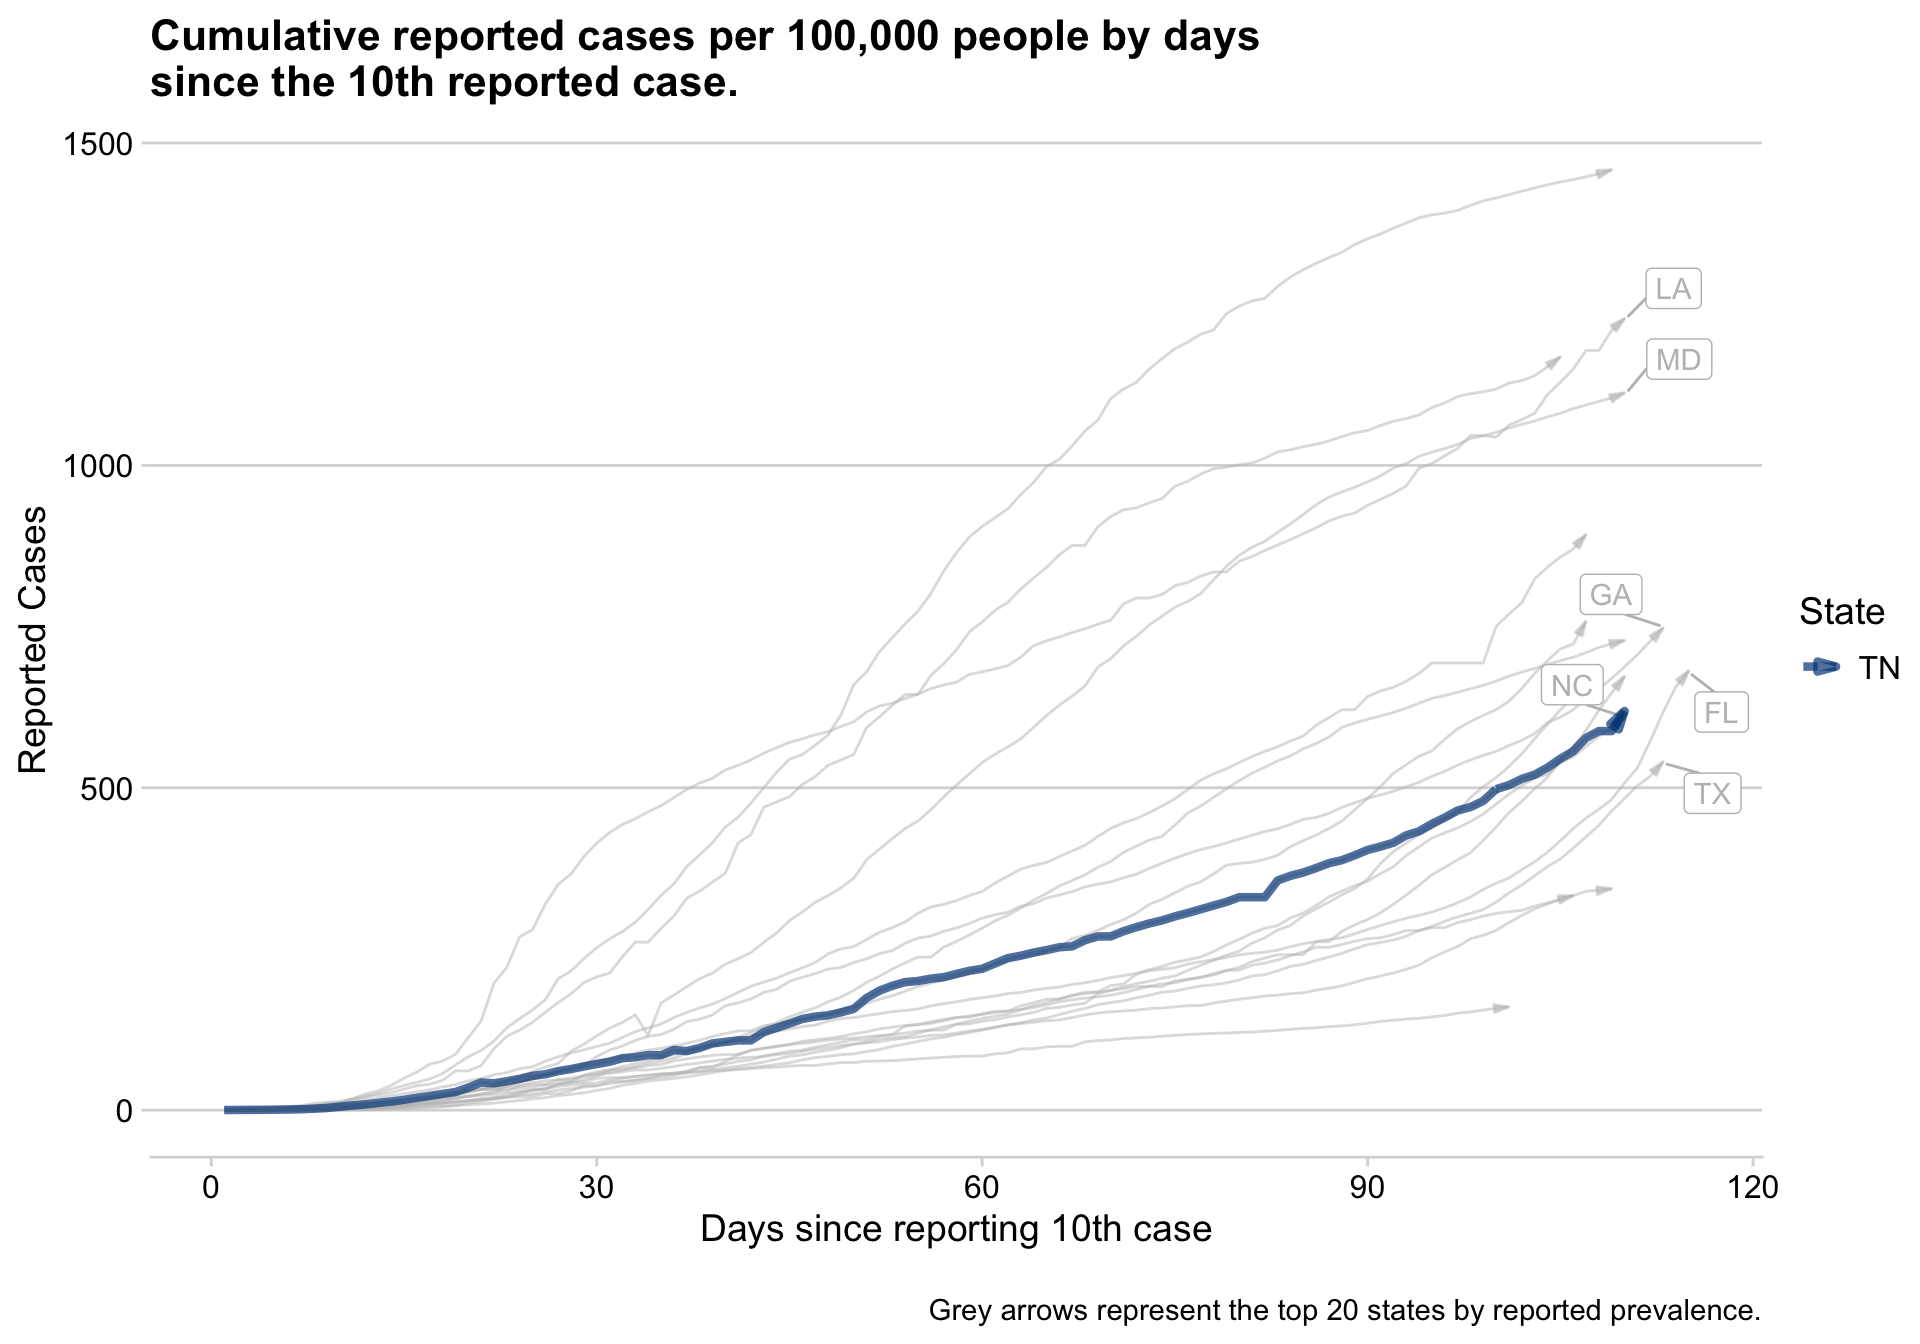 Cumulative reported cases per 100,000 people by days
since the 10th reported case.
1500
1000
500
0
Reported Cases
LA
MD
GA
NC
FL
TX
State
TN
0 30 60 90 120
Days since reporting 10th case
Grey arrows represent the top 20 states by reported prevalence.